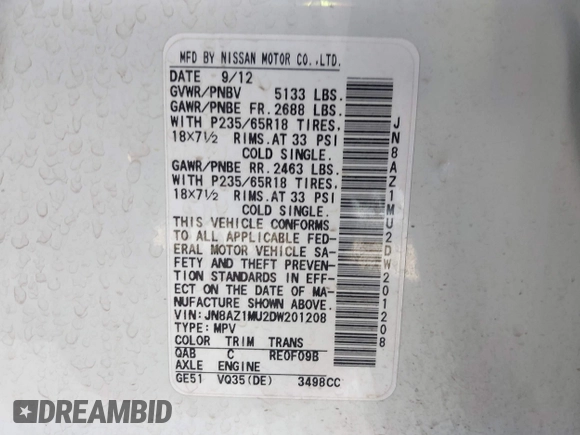 MFD BY NISSAN MOTOR CO.,LTD.
DATE 9/12
GVWR/PNBV 5133 LBS.
GAWR/PNBE FR. 2688 LBS.
WITH P235/65R18 TIRES,
18×7½ RIMS. AT 33 PSI
COLD SINGLE.
GAWR/PNBE RR. 2463 LBS.
WITH P235/65R18 TIRES,
18×7½ RIMS. AT 33 PSI
COLD SINGLE.
THIS VEHICLE CONFORMS
TO ALL APPLICABLE FED-
ERAL MOTOR VEHICLE SA-
FETY AND THEFT PREVEN-
TION STANDARDS IN EFF-
ECT ON THE DATE OF MA-
NUFACTURE SHOWN ABOVE.
VIN: JN8AZ1MU2DW201208
TYPE: MPV
COLOR TRIM TRANS
QAB C RE0F09B
AXLE ENGINE
GE51 VQ35(DE) 3498CC
JN8AZ1MU2DW201208
DREAMBID